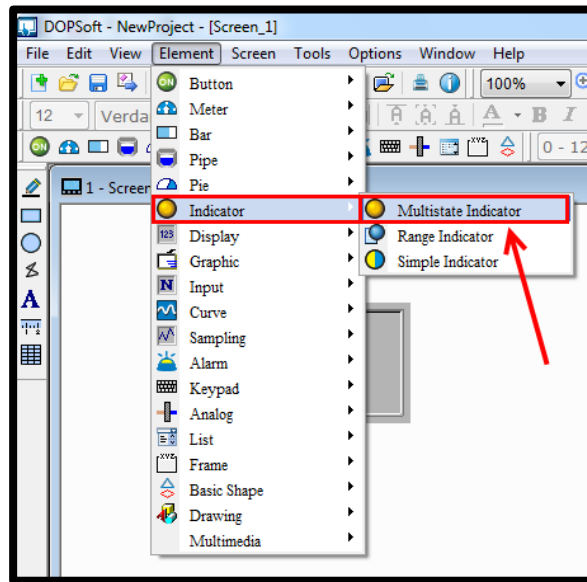 DOPSoft - NewProject - [Screen_1]
File Edit View Element Screen Tools Options Window Help
100%
12 Verda A A A A B I
0 - 12
1 - Screen
Button
Meter
Bar
Pipe
Pie
Indicator
Multistate Indicator
Display
Range Indicator
Graphic
Simple Indicator
Input
Curve
Sampling
Alarm
Keypad
Analog
List
Frame
Basic Shape
Drawing
Multimedia